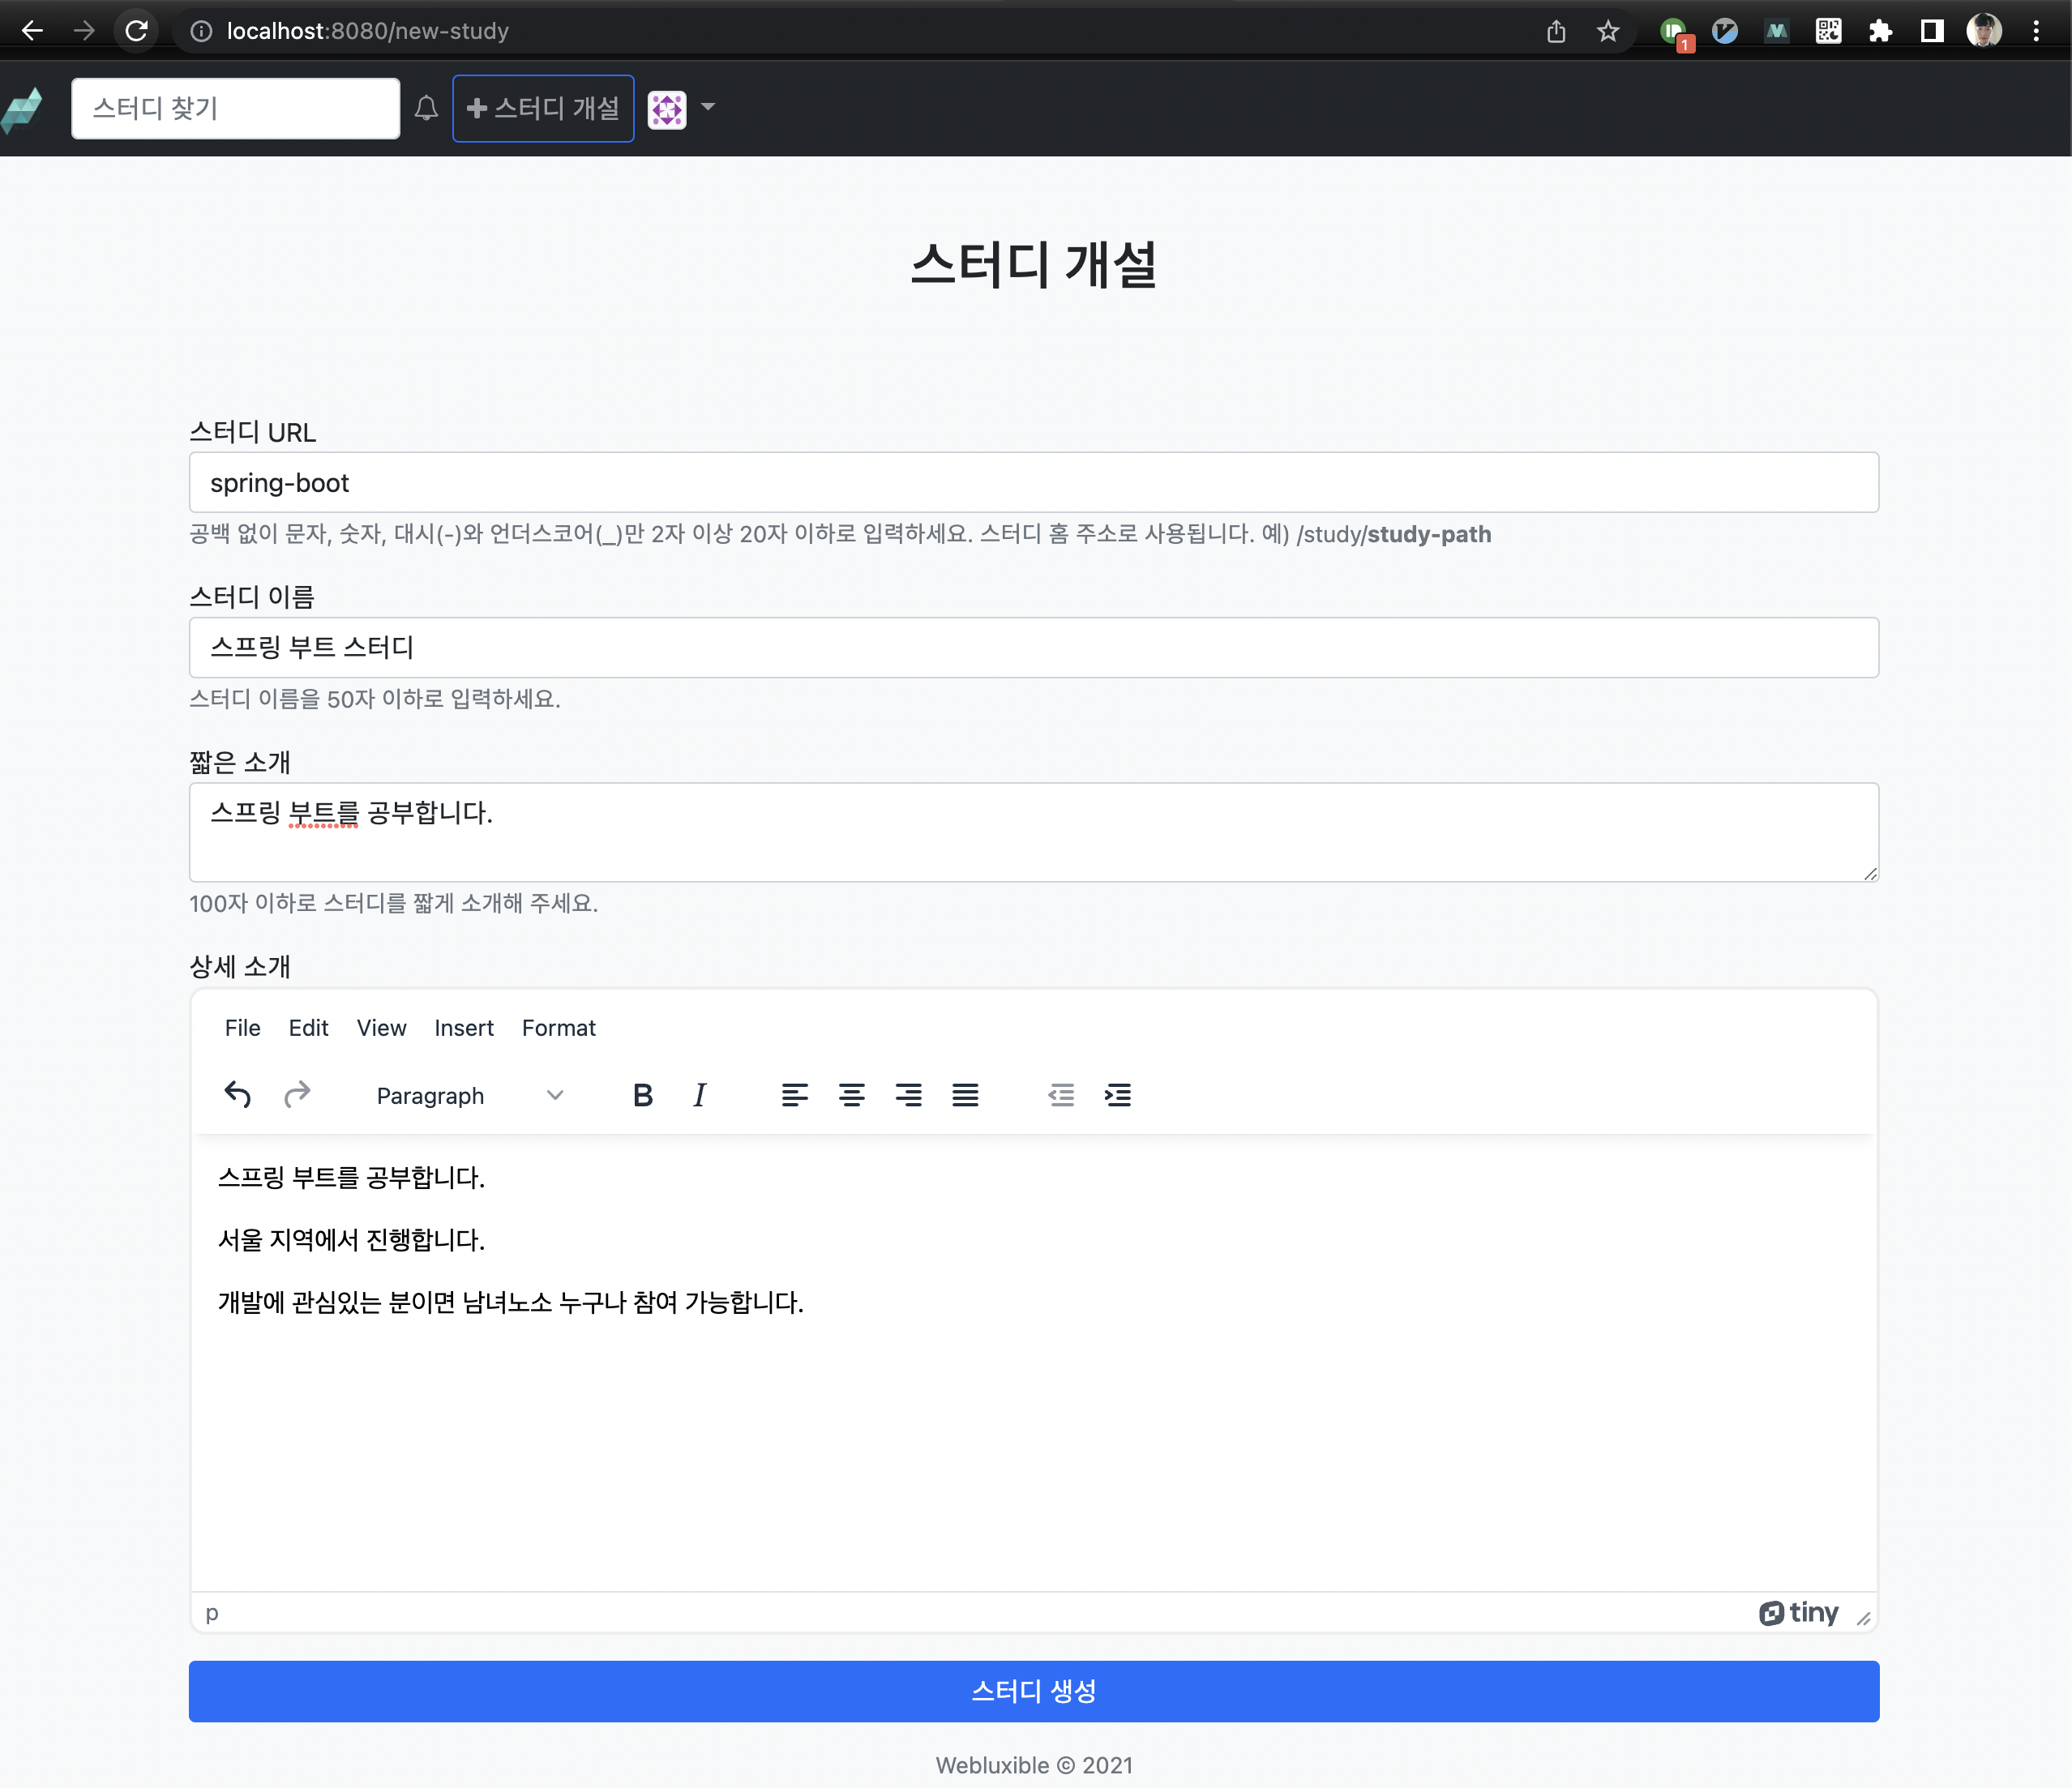 localhost:8080/new-study
1
스터디 찾기
스터디 개설
스터디 개설
스터디 URL
spring-boot
공백 없이 문자, 숫자, 대시(-)와 언더스코어(_)만 2자 이상 20자 이하로 입력하세요. 스터디 홈 주소로 사용됩니다. 예) /study/study-path
스터디 이름
스프링 부트 스터디
스터디 이름을 50자 이하로 입력하세요.
짧은 소개
스프링 부트를 공부합니다.
100자 이하로 스터디를 짧게 소개해 주세요.
상세 소개
File Edit View Insert Format
Paragraph B I
스프링 부트를 공부합니다.
서울 지역에서 진행합니다.
개발에 관심있는 분이면 남녀노소 누구나 참여 가능합니다.
p
tiny
스터디 생성
Webluxible © 2021